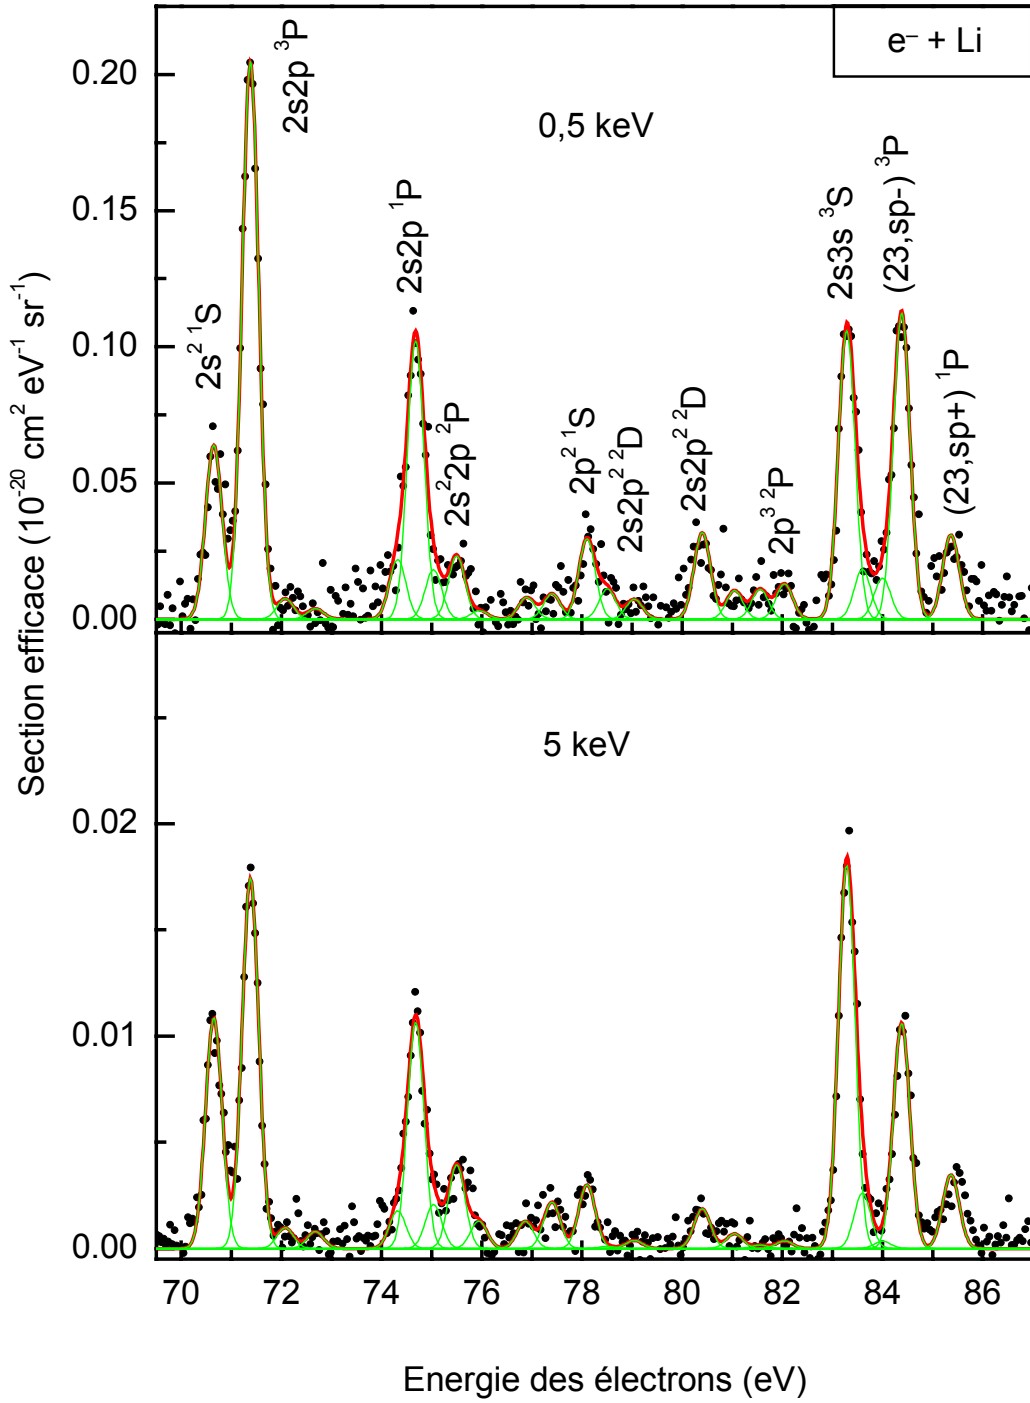 e⁻ + Li
0,5 keV
2s² ¹S
2s2p ³P
2s2p ¹P
2s²2p ²P
2p² ¹S
2s2p² ²D
2s2p² ²D
2p³ ²P
2s3s ³S
(23,sp-) ³P
(23,sp+) ¹P
0.20
0.15
0.10
0.05
0.00
Section efficace (10⁻²⁰ cm² eV⁻¹ sr⁻¹)
5 keV
0.02
0.01
0.00
70 72 74 76 78 80 82 84 86
Energie des électrons (eV)